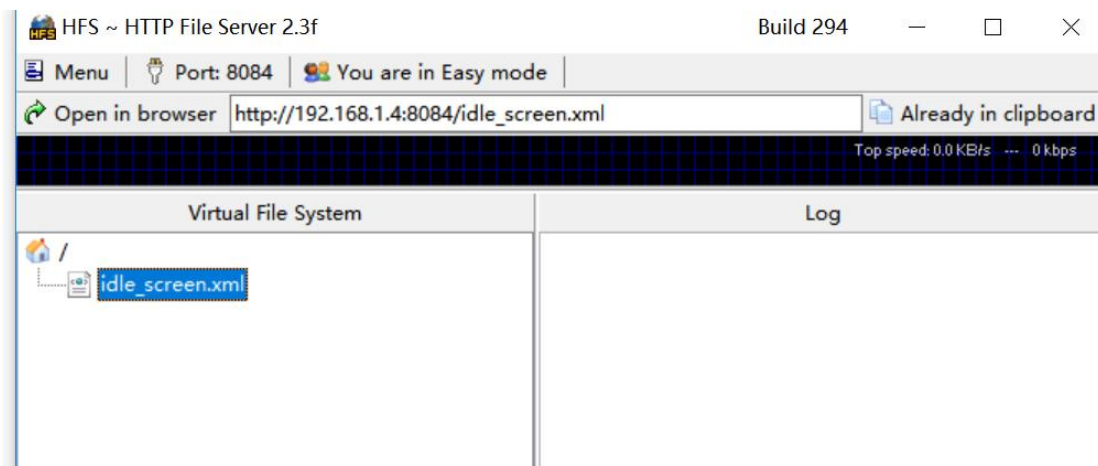 HFS ~ HTTP File Server 2.3f Build 294
Menu Port: 8084 You are in Easy mode
Open in browser http://192.168.1.4:8084/idle_screen.xml Already in clipboard
Top speed: 0.0 KB/s --- 0 kbps
Virtual File System Log
/
idle_screen.xml